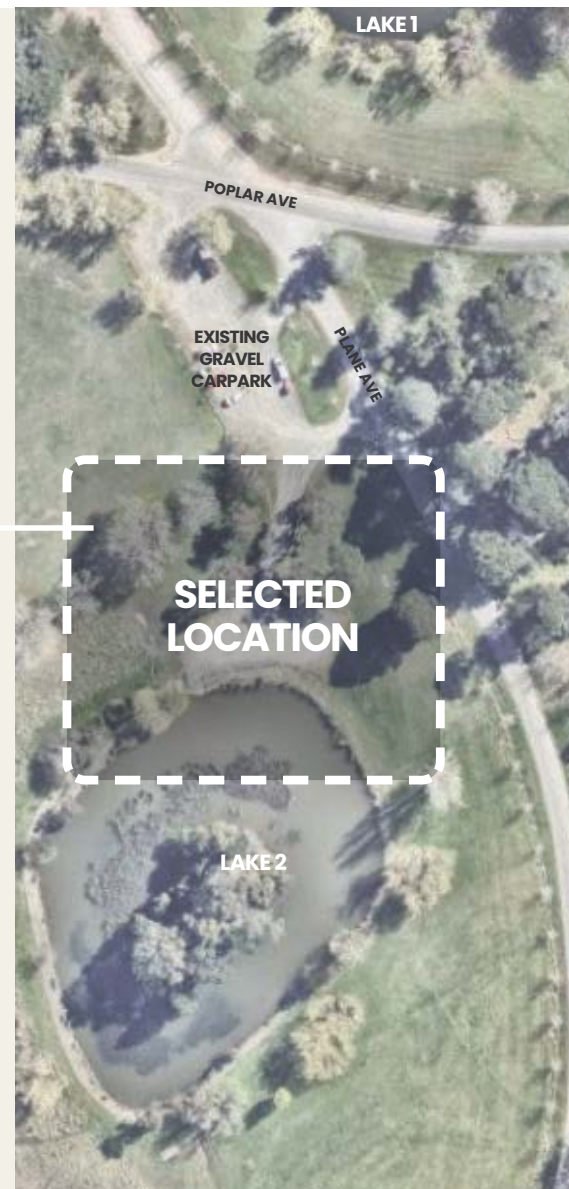 LAKE 1
POPLAR AVE
EXISTING
GRAVEL
CARPARK
PLANE AVE
SELECTED
LOCATION
LAKE 2